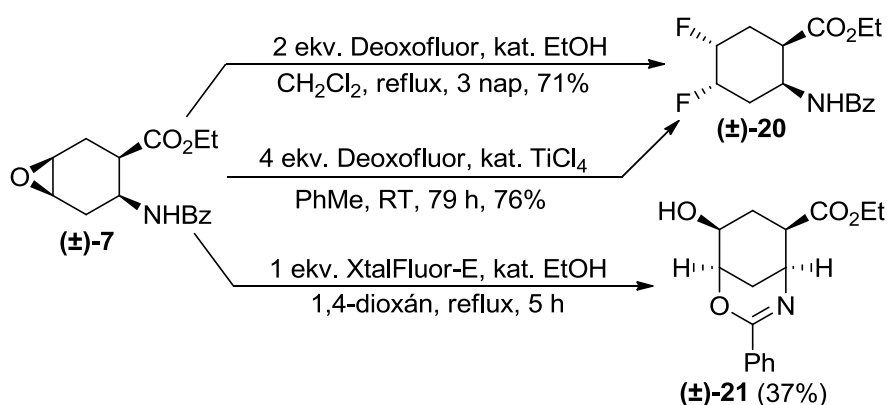 2 ekv. Deoxofluor, kat. EtOH
CH₂Cl₂, reflux, 3 nap, 71%
F
CO₂Et
F
NHBz
(±)-20
CO₂Et
O
NHBz
(±)-7
4 ekv. Deoxofluor, kat. TiCl₄
PhMe, RT, 79 h, 76%
1 ekv. XtalFluor-E, kat. EtOH
1,4-dioxán, reflux, 5 h
HO
CO₂Et
H
H
O
N
Ph
(±)-21 (37%)